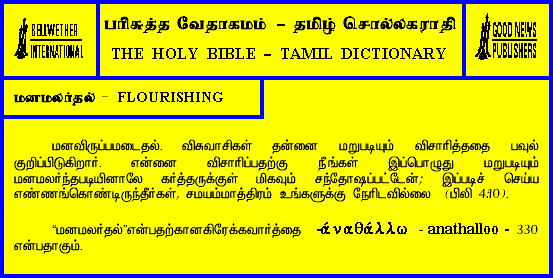 BELLWETHER
INTERNATIONAL
பரிசுத்த வேதாகமம் – தமிழ் சொல்லகராதி
THE HOLY BIBLE – TAMIL DICTIONARY
GOOD NEWS
PUBLISHERS
மனமலர்தல் – FLOURISHING
மனவிருப்பமடைதல். விசுவாசிகள் தன்னை மறுபடியும் விசாரித்ததை பவுல்
குறிப்பிடுகிறார். என்னை விசாரிப்பதற்கு நீங்கள் இப்பொழுது மறுபடியும்
மனமலர்ந்தபடியினாலே கர்த்தருக்குள் மிகவும் சந்தோஷப்பட்டேன்; இப்படிச் செய்ய
எண்ணங்கொண்டிருந்தீர்கள், சமயம்மாத்திரம் உங்களுக்கு நேரிடவில்லை (பிலி 4:10).
“மனமலர்தல்”என்பதற்கானகிரேக்கவார்த்தை -άναθάλλω - anathalloo - 330
என்பதாகும்.